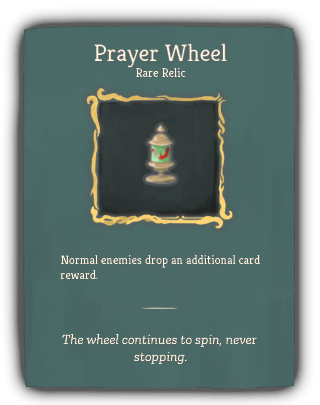 Prayer Wheel
Rare Relic
Normal enemies drop an additional card
reward.
The wheel continues to spin, never
stopping.